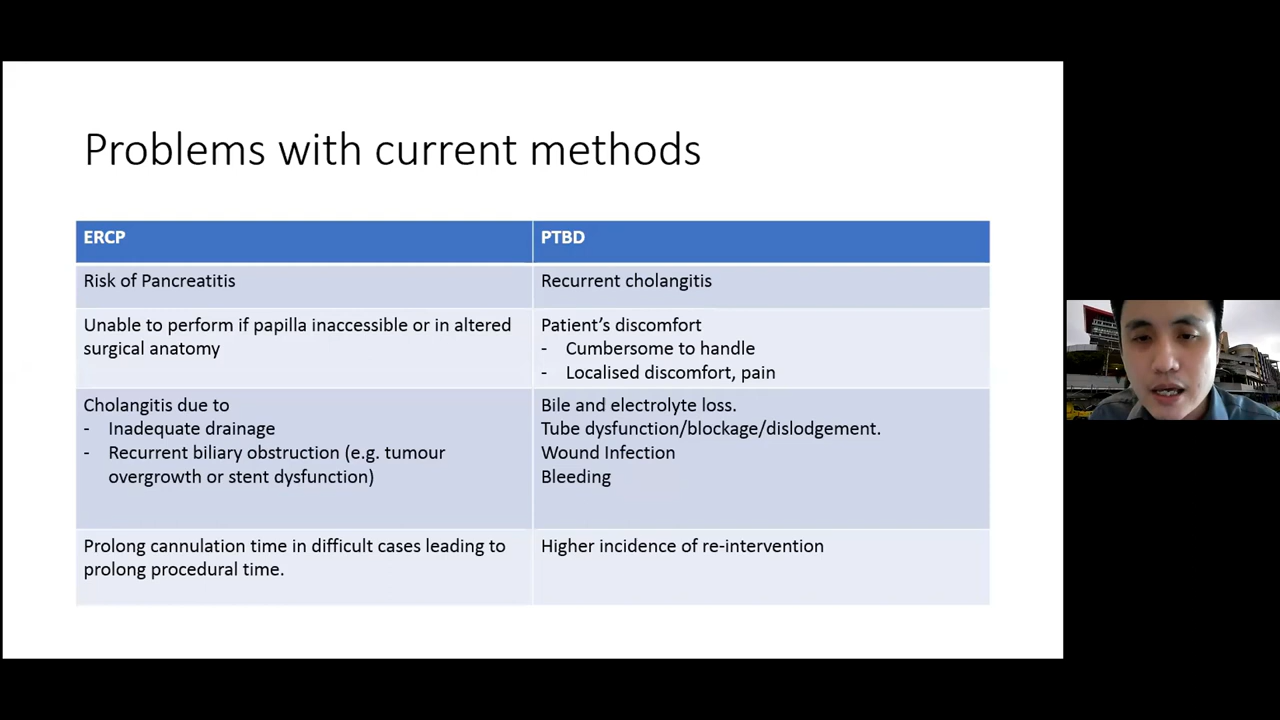 Problems with current methods
ERCP
PTBD
Risk of Pancreatitis
Recurrent cholangitis
Unable to perform if papilla inaccessible or in altered
surgical anatomy
Patient's discomfort
- Cumbersome to handle
- Localised discomfort, pain
Cholangitis due to
- Inadequate drainage
- Recurrent biliary obstruction (e.g. tumour
overgrowth or stent dysfunction)
Bile and electrolyte loss.
Tube dysfunction/blockage/dislodgement.
Wound Infection
Bleeding
Prolong cannulation time in difficult cases leading to
prolong procedural time.
Higher incidence of re-intervention